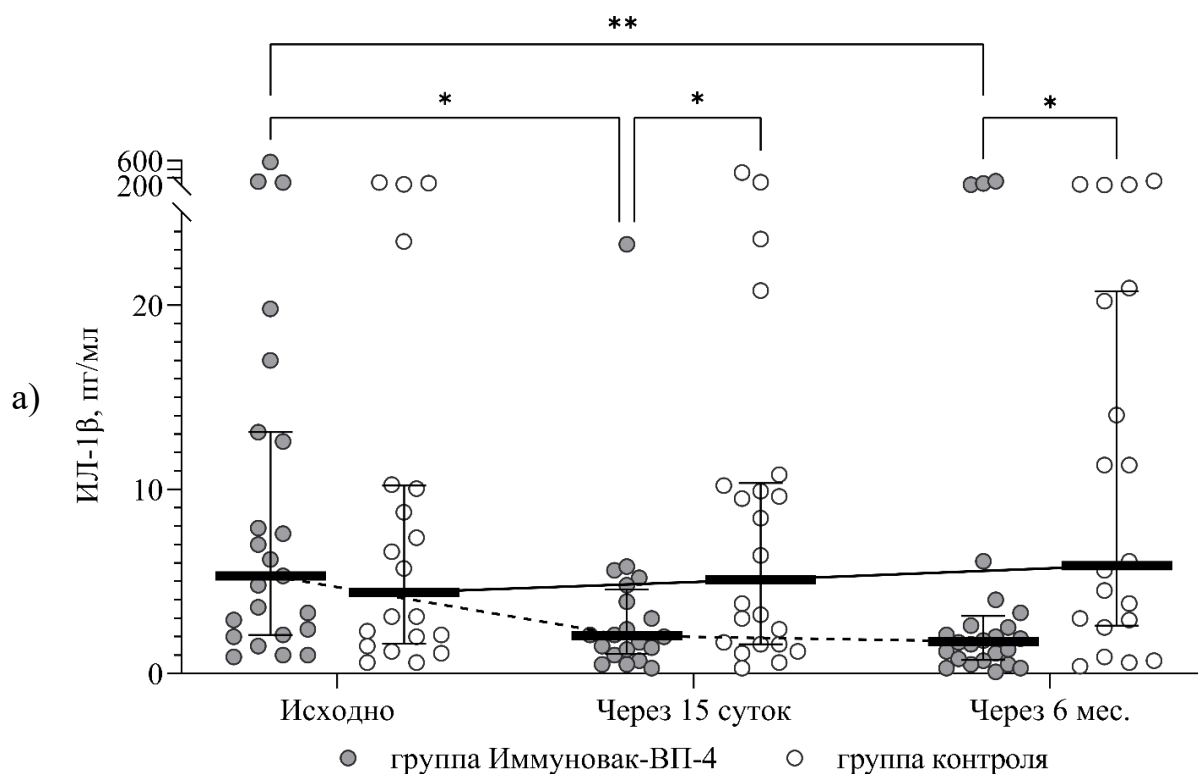 **
*
*
*
600
200
20
10
0
а)
ИЛ-1β, пг/мл
Исходно
Через 15 суток
Через 6 мес.
группа Иммуновак-ВП-4
группа контроля